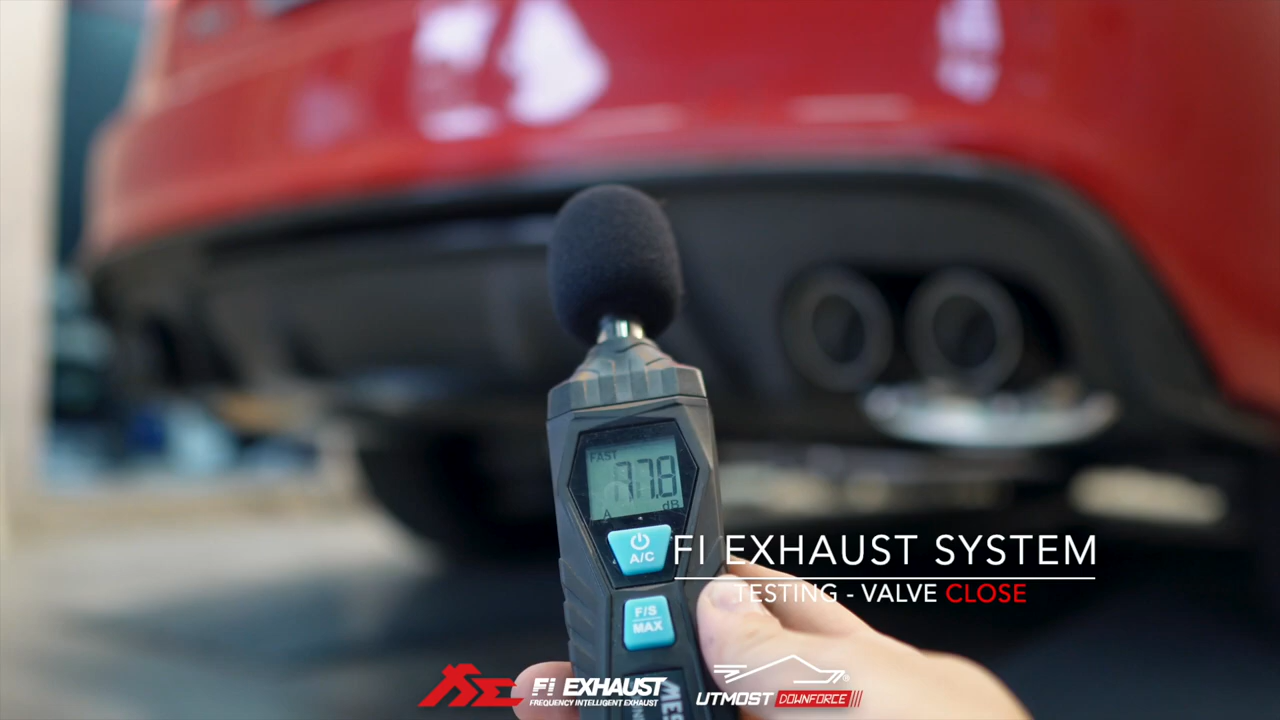 FAST
77.8
A dB
A/C
F/S
MAX
FI EXHAUST SYSTEM
TESTING - VALVE CLOSE
Fi EXHAUST
FREQUENCY INTELLIGENT EXHAUST
UTMOST DOWNFORCE